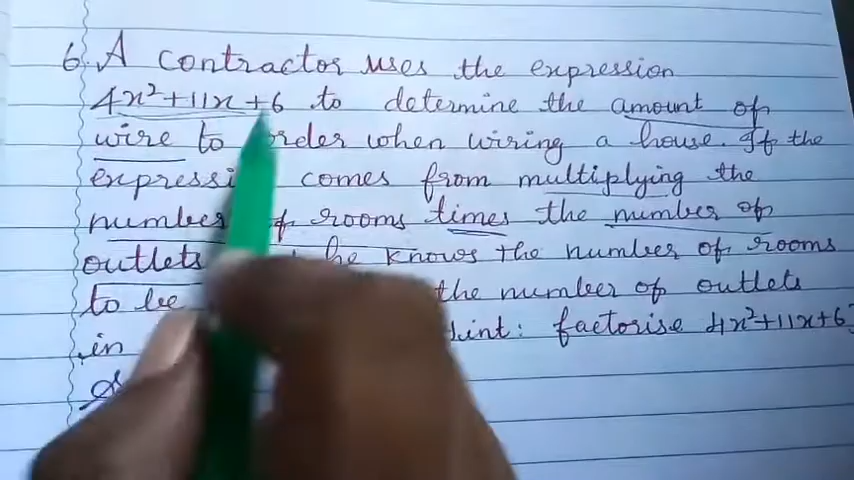 6. A contractor uses the expression
4x²+11x+6 to determine the amount of
wire to order when wiring a house. If the
expressi comes from multiplying the
number of rooms times the number of
outlets he knows the number of rooms
to be the number of outlets
in int: factorise 4x²+11x+6